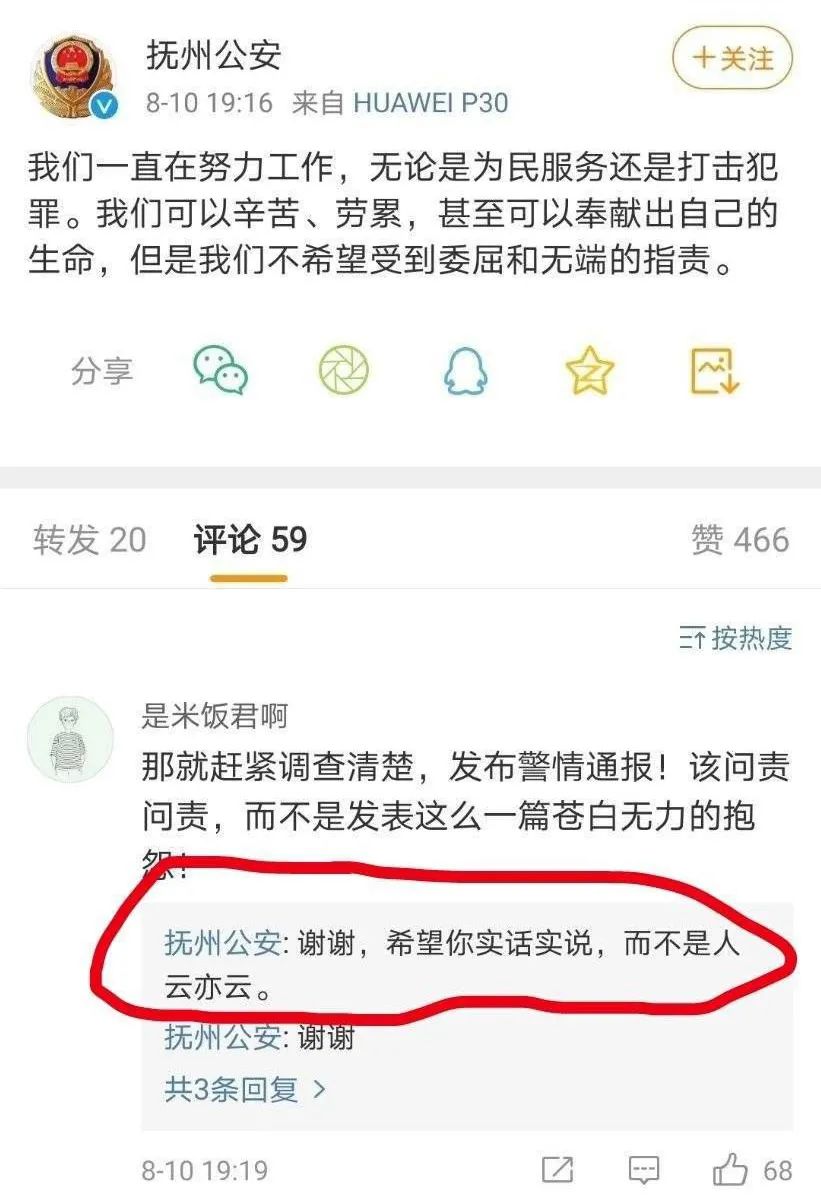 抚州公安
+关注
8-10 19:16 来自 HUAWEI P30
我们一直在努力工作，无论是为民服务还是打击犯
罪。我们可以辛苦、劳累，甚至可以奉献出自己的
生命，但是我们不希望受到委屈和无端的指责。
分享
转发 20 评论 59 赞 466
按热度
是米饭君啊
那就赶紧调查清楚，发布警情通报！该问责
问责，而不是发表这么一篇苍白无力的抱
怨！
抚州公安: 谢谢，希望你实话实说，而不是人
云亦云。
抚州公安: 谢谢
共3条回复 >
8-10 19:19 68